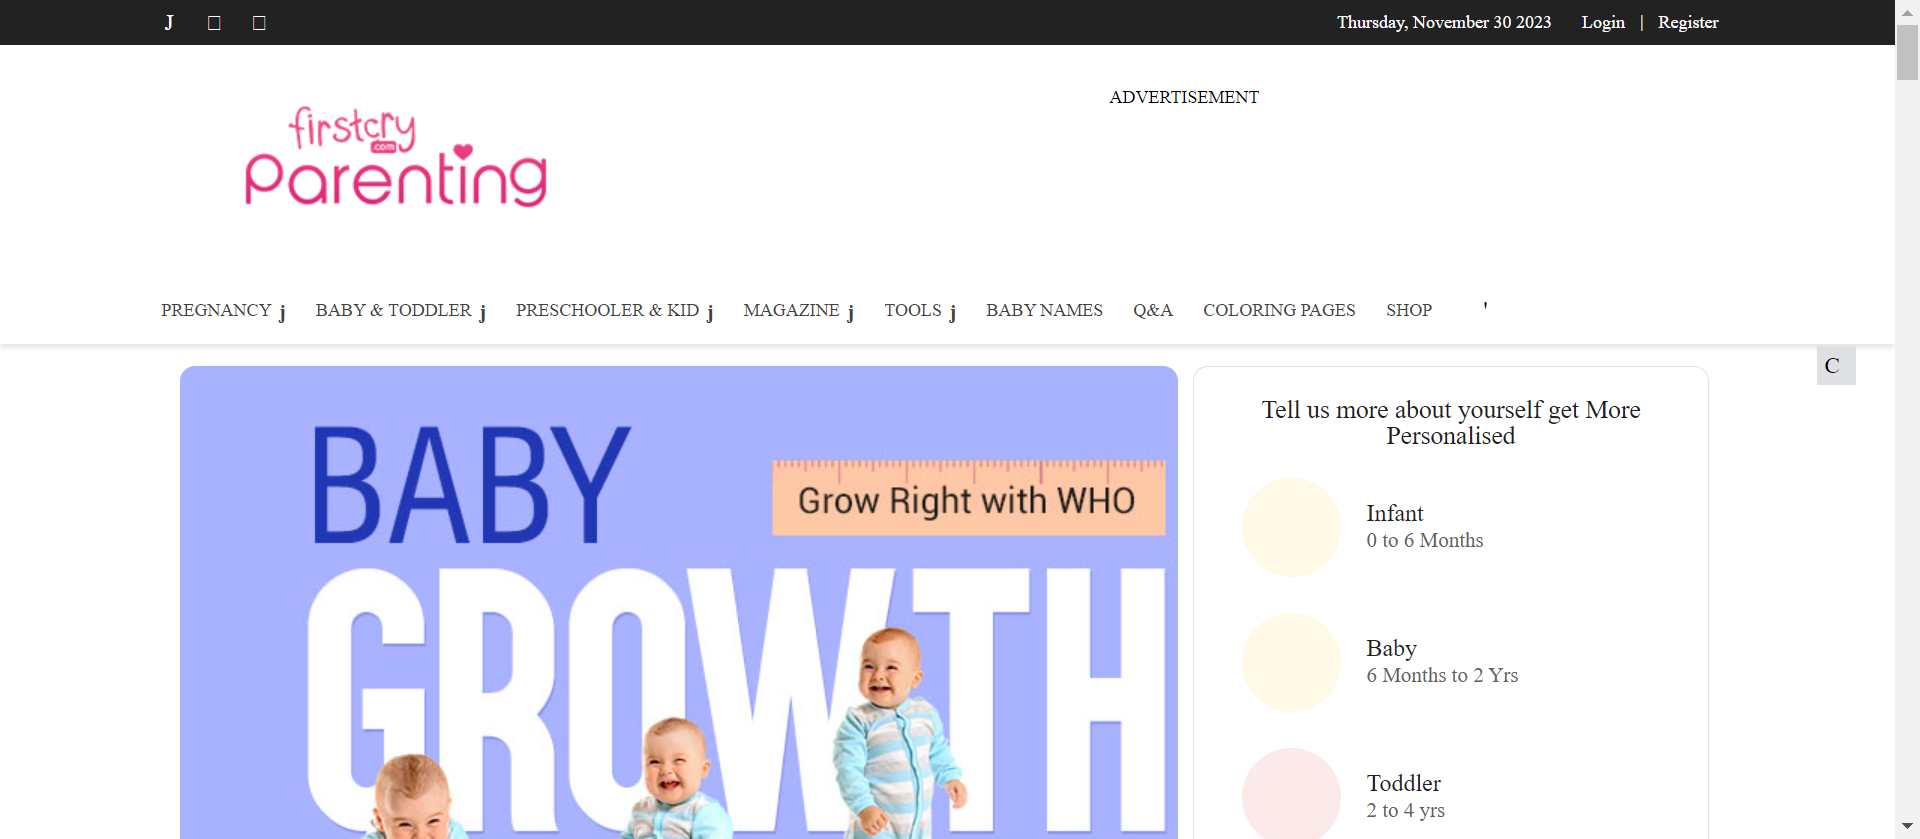 J
Thursday, November 30 2023 Login | Register
ADVERTISEMENT
firstcry
.com
Parenting
PREGNANCY j BABY & TODDLER j PRESCHOOLER & KID j MAGAZINE j TOOLS j BABY NAMES Q&A COLORING PAGES SHOP '
C
BABY
Grow Right with WHO
GROWTH
Tell us more about yourself get More
Personalised
Infant
0 to 6 Months
Baby
6 Months to 2 Yrs
Toddler
2 to 4 yrs